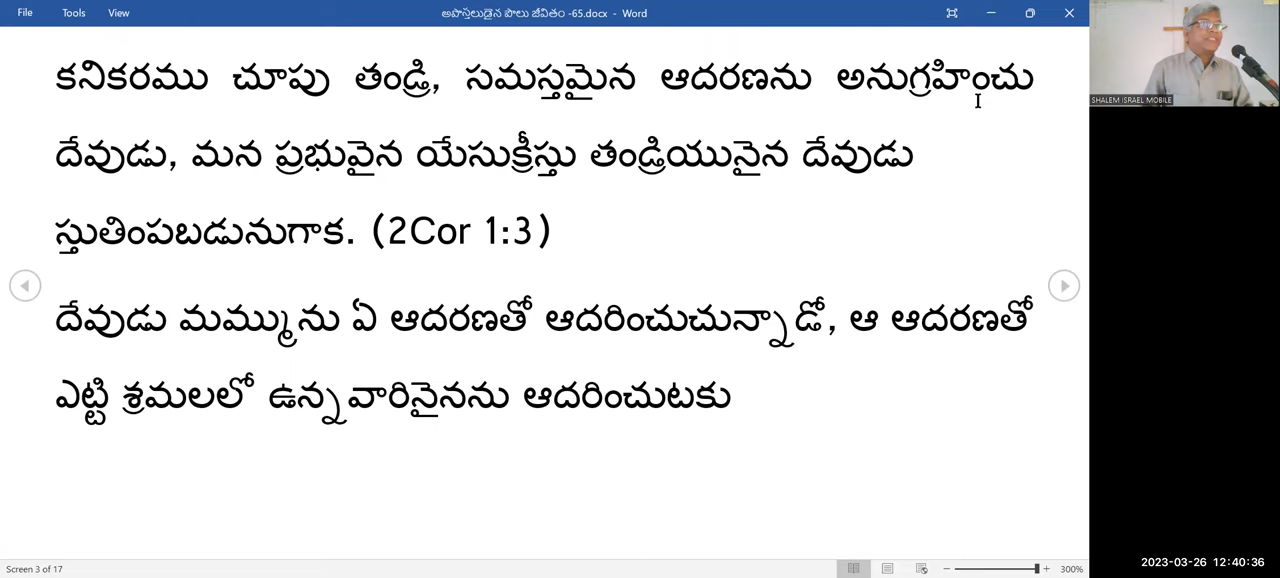 File Tools View అపొస్తలుడైన పౌలు జీవితం -65.docx - Word
కనికరము చూపు తండ్రి, సమస్తమైన ఆదరణను అనుగ్రహించు
దేవుడు, మన ప్రభువైన యేసుక్రీస్తు తండ్రియునైన దేవుడు
స్తుతింపబడునుగాక. (2Cor 1:3)
దేవుడు మమ్మును ఏ ఆదరణతో ఆదరించుచున్నాడో, ఆ ఆదరణతో
ఎట్టి శ్రమలలో ఉన్నవారినైనను ఆదరించుటకు
SHALEM ISRAEL MOBILE
2023-03-26 12:40:36
Screen 3 of 17 300%